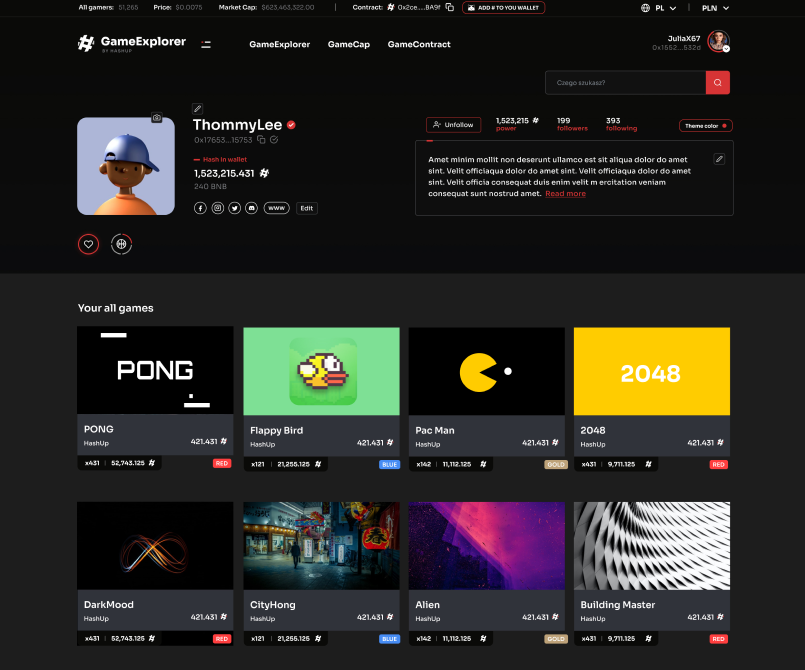 All gamers: 51,265 Price: $0.0075 Market Cap: $623,463,322.00 Contract: 0x2ce.....8A9f ADD # TO YOU WALLET PL PLN
GameExplorer
BY HASHUP
GameExplorer GameCap GameContract
JuliaX67
0x1552...532d
Czego szukasz?
ThommyLee
0x17653...15753
Hash in wallet
1,523,215.431
240 BNB
www Edit
Unfollow
1,523,215
power
199
followers
393
following
Theme color
Amet minim mollit non deserunt ullamco est sit aliqua dolor do amet
sint. Velit officiaqua dolor do amet sint. Velit officiaqua dolor do amet
sint. Velit officia consequat duis enim velit m ercitation veniam
consequat sunt nostrud amet. Read more
Your all games
PONG
PONG
HashUp 421.431
x431 | 52,743.125 RED
Flappy Bird
HashUp 421.431
x121 | 21,255.125 BLUE
Pac Man
HashUp 421.431
x142 | 11,112.125 GOLD
2048
2048
HashUp 421.431
x431 | 9,711.125 RED
DarkMood
HashUp 421.431
x431 | 52,743.125 RED
春
CityHong
HashUp 421.431
x121 | 21,255.125 BLUE
Alien
HashUp 421.431
x142 | 11,112.125 GOLD
Building Master
HashUp 421.431
x431 | 9,711.125 RED